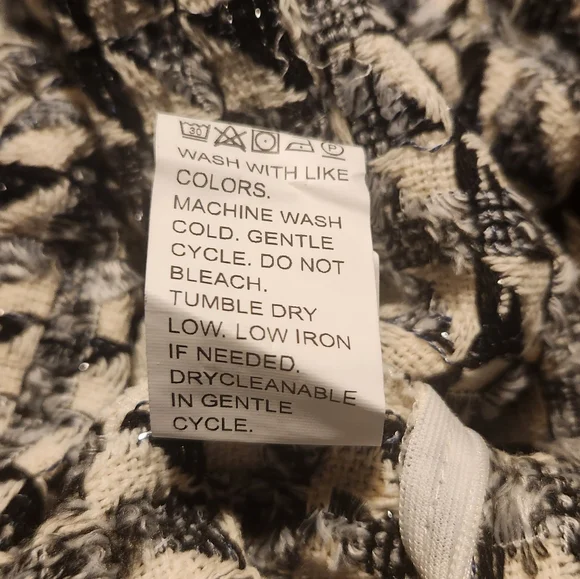 30 P
WASH WITH LIKE
COLORS.
MACHINE WASH
COLD. GENTLE
CYCLE. DO NOT
BLEACH.
TUMBLE DRY
LOW. LOW IRON
IF NEEDED.
DRYCLEANABLE
IN GENTLE
CYCLE.